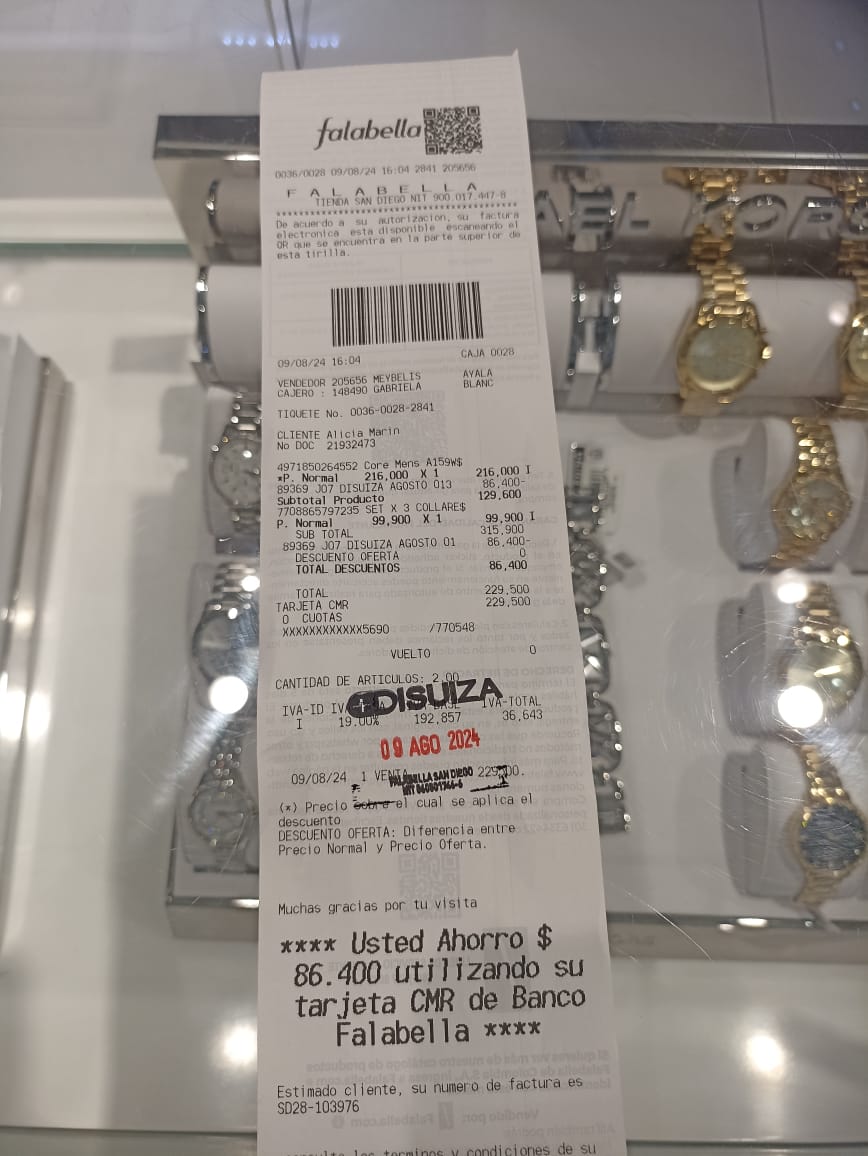 falabella
0036/0028 09/08/24 16:04 2841 205656
F A L A B E L L A
TIENDA SAN DIEGO NIT 900.017.447-8
****************************************
De acuerdo a su autorizacion, su factura
electronica esta disponible escaneando el
QR que se encuentra en la parte superior de
esta tirilla.
AEL KORS
09/08/24 16:04 CAJA 0028
VENDEDOR 205656 MEYBELIS AYALA
CAJERO : 148490 GABRIELA BLANC
TIQUETE No. 0036-0028-2841
CLIENTE Alicia Marin
No DOC 21932473
4971850264552 Core Mens A159W$
*P. Normal 216,000 X 1 216,000 I
89369 J07 DISUIZA AGOSTO 013 86,400-
Subtotal Producto 129,600
7708865797235 SET X 3 COLLARE$
P. Normal 99,900 X 1 99,900 I
SUB TOTAL 315,900
89369 J07 DISUIZA AGOSTO 01 86,400-
DESCUENTO OFERTA 0
TOTAL DESCUENTOS 86,400
TOTAL 229,500
TARJETA CMR 229,500
0 CUOTAS
XXXXXXXXXXXX5690 /770548
VUELTO 0
CANTIDAD DE ARTICULOS: 2.00
DISUIZA
IVA-ID IVA-TOTAL
I 19.00% 192,857 36,643
09 AGO 2024
09/08/24 1 VENTA
FALABELLA SAN DIEGO
NIT
(*) Precio sobre el cual se aplica el
descuento
DESCUENTO OFERTA: Diferencia entre
Precio Normal y Precio Oferta.
Muchas gracias por tu visita
**** Usted Ahorro $
86.400 utilizando su
tarjeta CMR de Banco
Falabella ****
Estimado cliente, su numero de factura es
SD28-103976
los terminos y condiciones de su